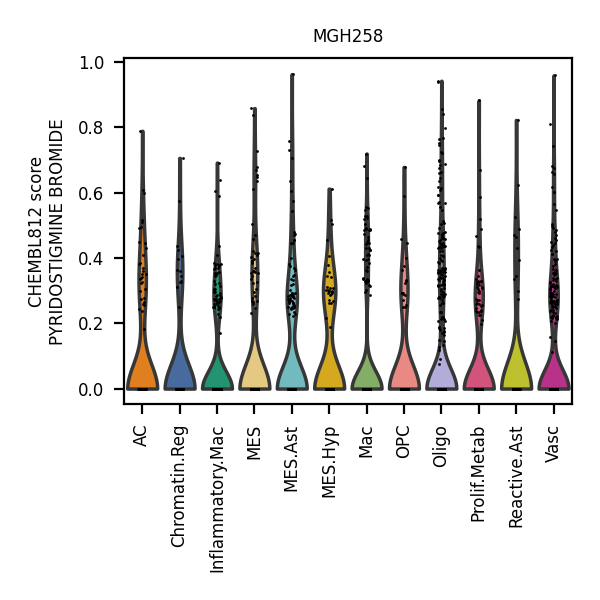 MGH258
CHEMBL812 score
PYRIDOSTIGMINE BROMIDE
1.0
0.8
0.6
0.4
0.2
0.0
AC
Chromatin.Reg
Inflammatory.Mac
MES
MES.Ast
MES.Hyp
Mac
OPC
Oligo
Prolif.Metab
Reactive.Ast
Vasc